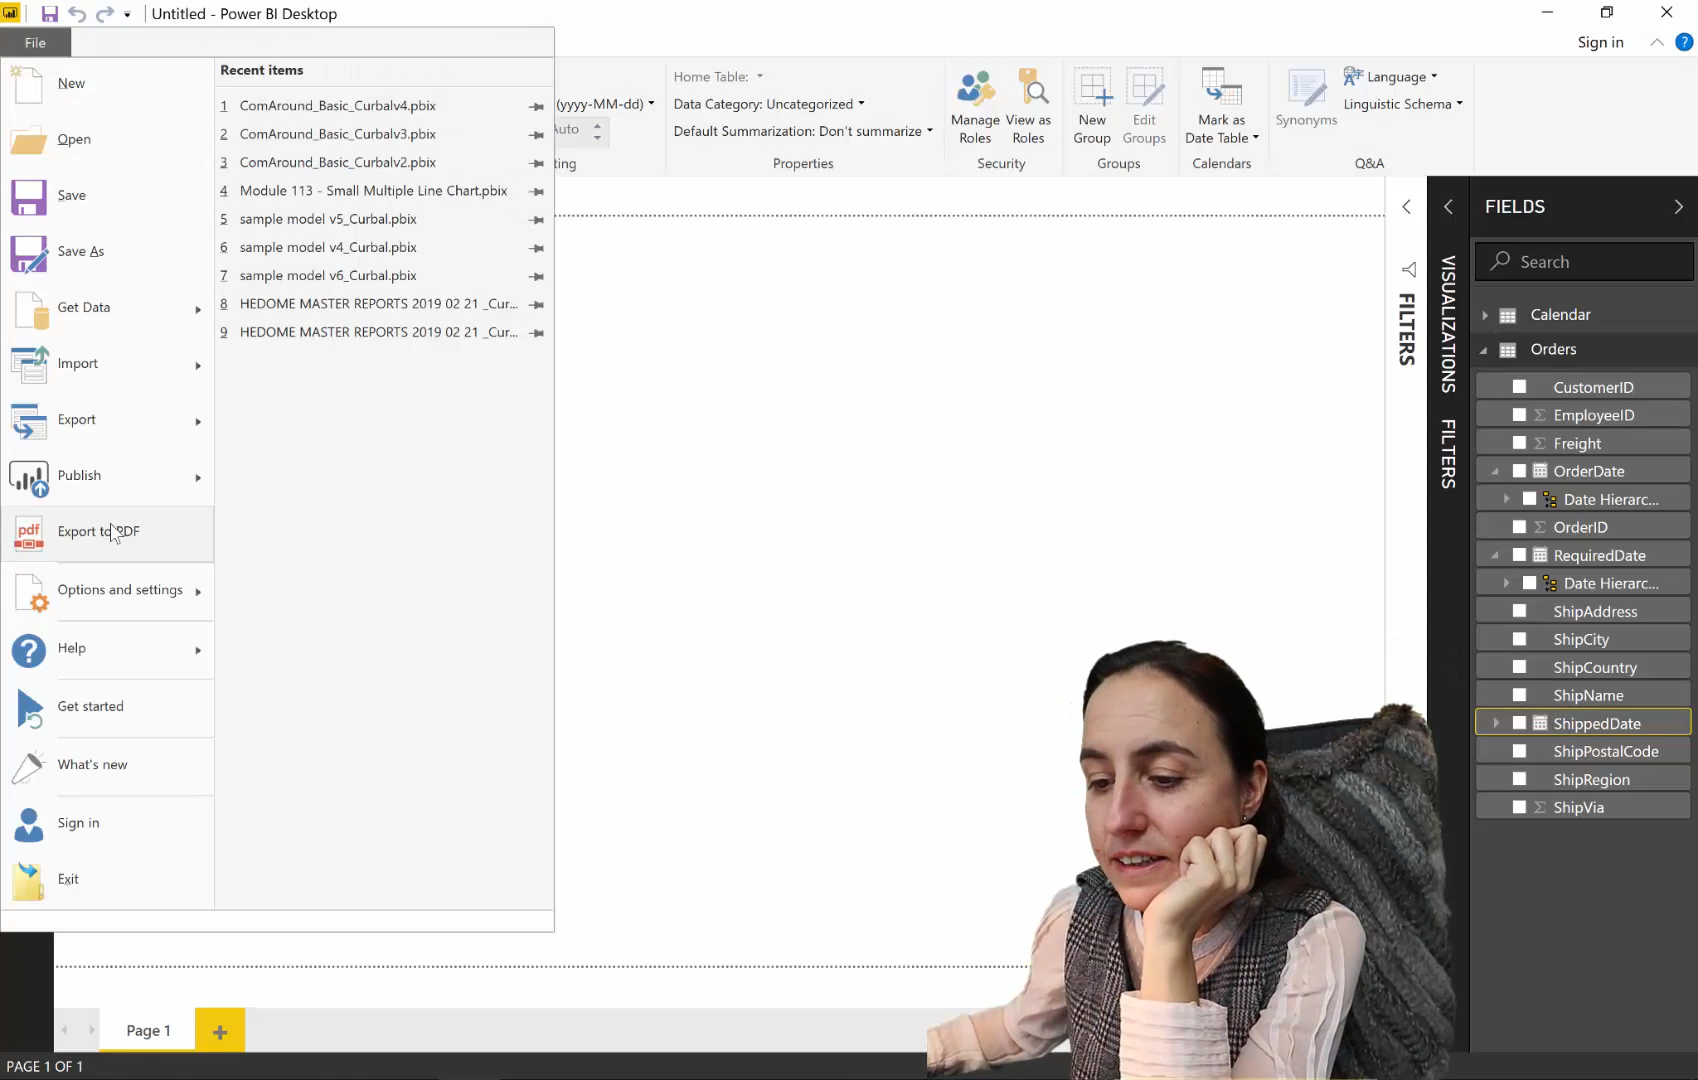 Untitled - Power BI Desktop
File
Sign in
?
New
Open
Save
Save As
Get Data
Import
Export
Publish
pdf
Export to PDF
Options and settings
Help
Get started
What's new
Sign in
Exit
Recent items
1 ComAround_Basic_Curbalv4.pbix
2 ComAround_Basic_Curbalv3.pbix
3 ComAround_Basic_Curbalv2.pbix
4 Module 113 - Small Multiple Line Chart.pbix
5 sample model v5_Curbal.pbix
6 sample model v4_Curbal.pbix
7 sample model v6_Curbal.pbix
8 HEDOME MASTER REPORTS 2019 02 21 _Cur...
9 HEDOME MASTER REPORTS 2019 02 21 _Cur...
(yyyy-MM-dd)
Auto
ting
Home Table:
Data Category: Uncategorized
Default Summarization: Don't summarize
Properties
Manage Roles
View as Roles
Security
New Group
Edit Groups
Groups
Mark as Date Table
Calendars
Synonyms
Language
Linguistic Schema
Q&A
FILTERS
VISUALIZATIONS
FILTERS
FIELDS
Search
Calendar
Orders
CustomerID
Σ EmployeeID
Σ Freight
OrderDate
Date Hierarc...
Σ OrderID
RequiredDate
Date Hierarc...
ShipAddress
ShipCity
ShipCountry
ShipName
ShippedDate
ShipPostalCode
ShipRegion
Σ ShipVia
Page 1
+
PAGE 1 OF 1